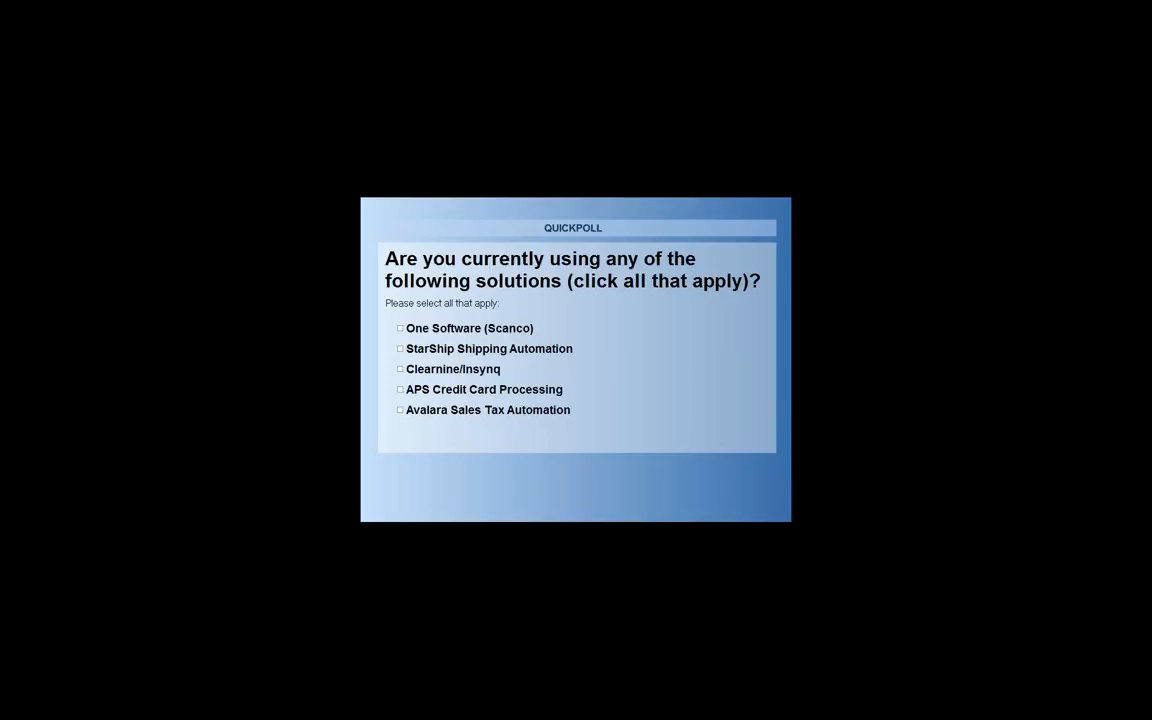 QUICKPOLL
Are you currently using any of the
following solutions (click all that apply)?
Please select all that apply:
One Software (Scanco)
StarShip Shipping Automation
Clearnine/Insynq
APS Credit Card Processing
Avalara Sales Tax Automation